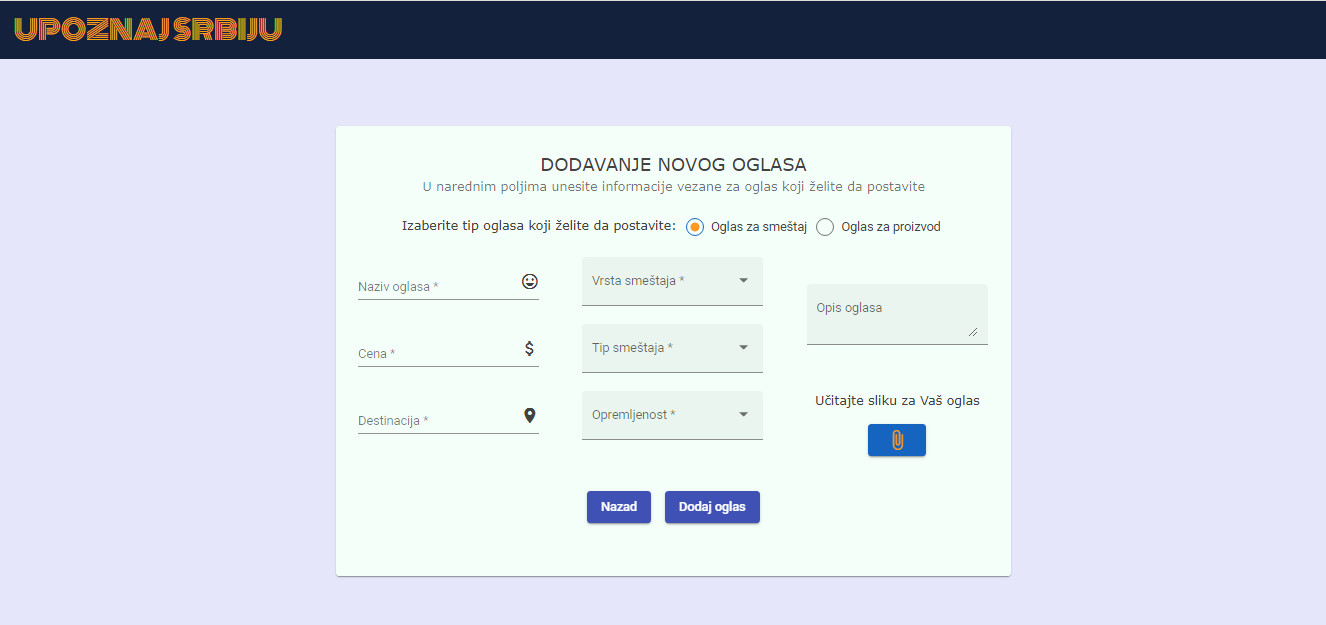 UPOZNAJ SRBIJU
DODAVANJE NOVOG OGLASA
U narednim poljima unesite informacije vezane za oglas koji želite da postavite
Izaberite tip oglasa koji želite da postavite: Oglas za smeštaj Oglas za proizvod
Naziv oglasa *
Vrsta smeštaja *
Opis oglasa
Cena *
$
Tip smeštaja *
Destinacija *
Opremljenost *
Učitajte sliku za Vaš oglas
Nazad
Dodaj oglas